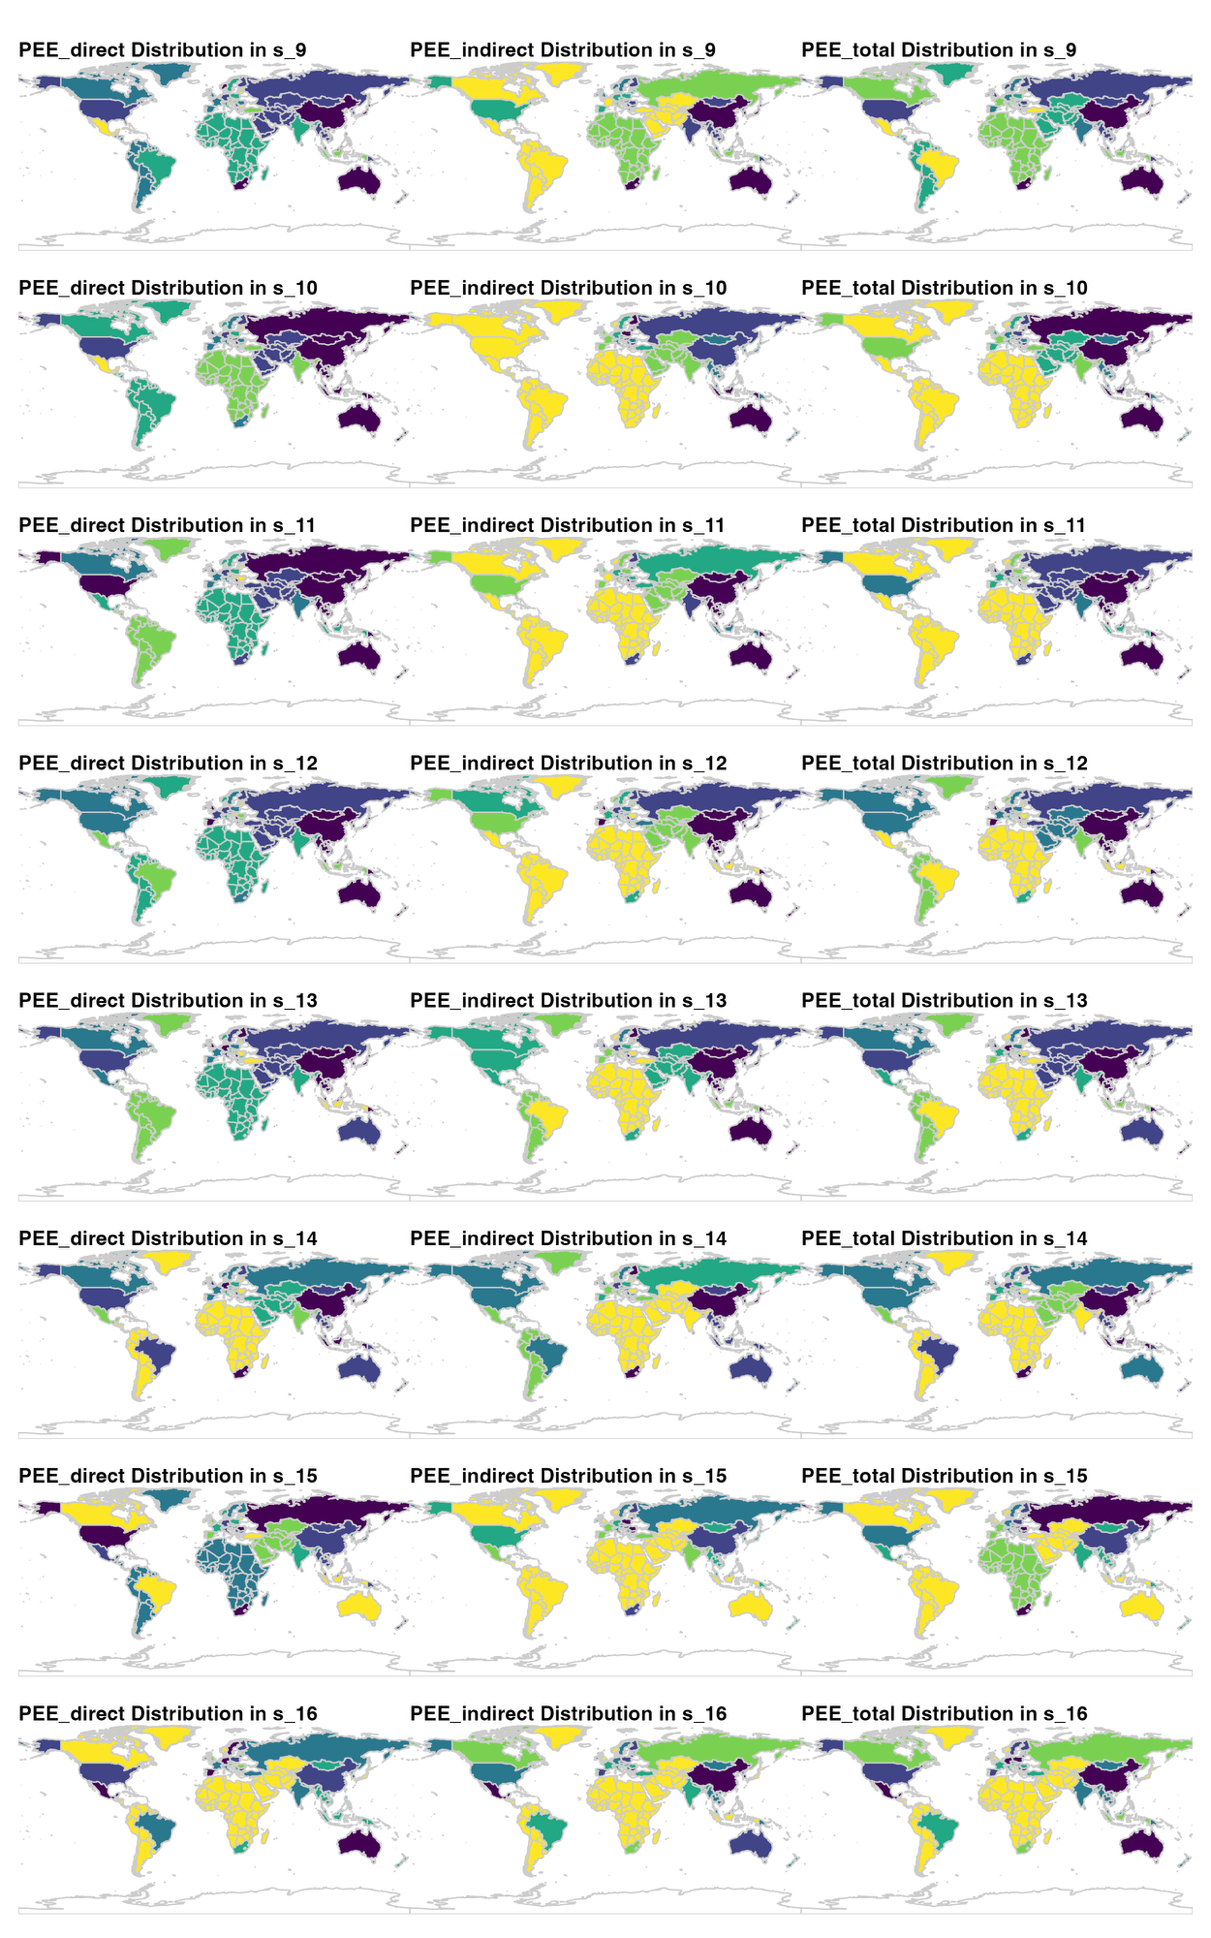 PEE_direct Distribution in s_9
PEE_indirect Distribution in s_9
PEE_total Distribution in s_9
PEE_direct Distribution in s_10
PEE_indirect Distribution in s_10
PEE_total Distribution in s_10
PEE_direct Distribution in s_11
PEE_indirect Distribution in s_11
PEE_total Distribution in s_11
PEE_direct Distribution in s_12
PEE_indirect Distribution in s_12
PEE_total Distribution in s_12
PEE_direct Distribution in s_13
PEE_indirect Distribution in s_13
PEE_total Distribution in s_13
PEE_direct Distribution in s_14
PEE_indirect Distribution in s_14
PEE_total Distribution in s_14
PEE_direct Distribution in s_15
PEE_indirect Distribution in s_15
PEE_total Distribution in s_15
PEE_direct Distribution in s_16
PEE_indirect Distribution in s_16
PEE_total Distribution in s_16